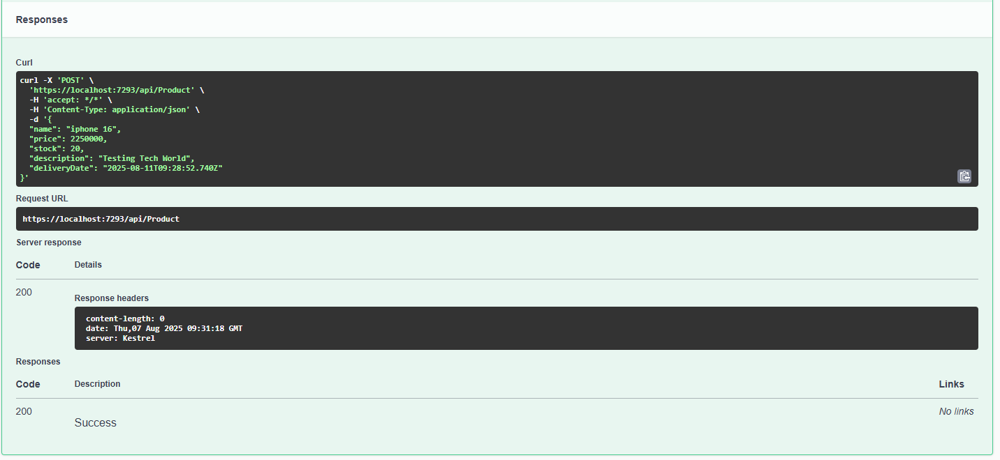 Responses
Curl
curl -X 'POST' \
  'https://localhost:7293/api/Product' \
  -H 'accept: */*' \
  -H 'Content-Type: application/json' \
  -d '{
  "name": "iphone 16",
  "price": 2250000,
  "stock": 20,
  "description": "Testing Tech World",
  "deliveryDate": "2025-08-11T09:28:52.740Z"
}'
Request URL
https://localhost:7293/api/Product
Server response
Code Details
200
Response headers
content-length: 0
date: Thu,07 Aug 2025 09:31:18 GMT
server: Kestrel
Responses
Code Description Links
200 No links
Success